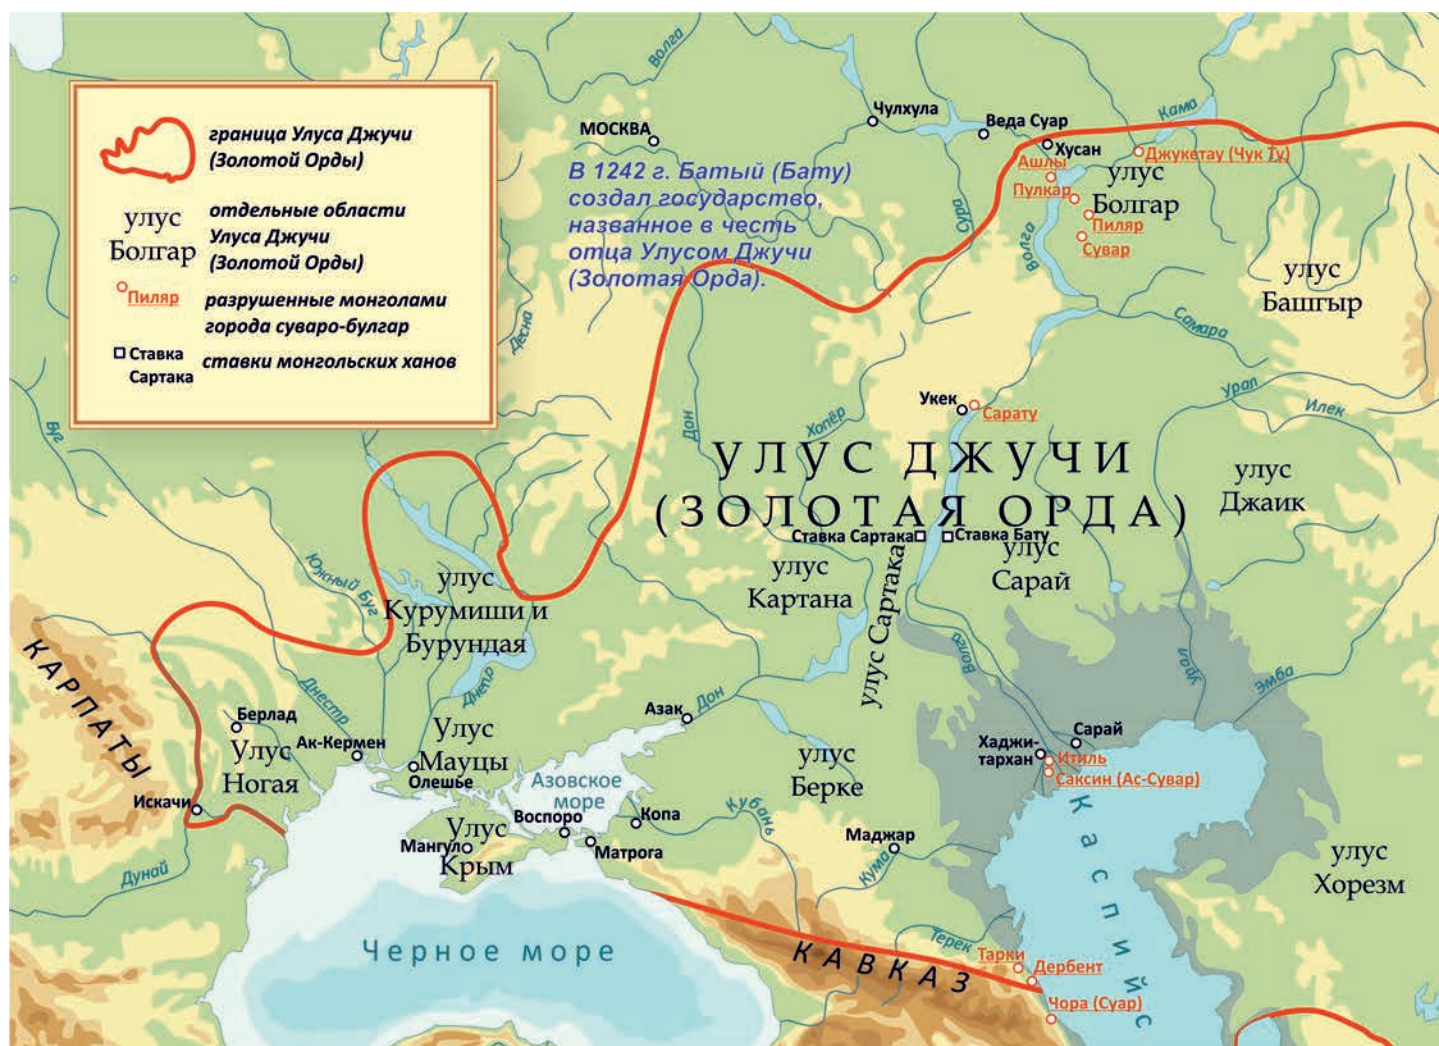 граница Улуса Джучи
(Золотой Орды)
улус
Болгар
отдельные области
Улуса Джучи
(Золотой Орды)
Пиляр
разрушенные монголами
города суваро-булгар
Ставка
Сартака
ставки монгольских ханов
В 1242 г. Батый (Бату)
создал государство,
названное в честь
отца Улусом Джучи
(Золотая Орда).
Волга
МОСКВА
Чулхула
Веда Суар
Кама
Хусан
Джукетау (Чук Ту)
Ашлы
Пулкар
улус
Болгар
Пиляр
Сувар
Сура
Волга
улус
Башгыр
Десна
Самара
Урал
Илек
Буг
Дон
Хопёр
Укек
Сарату
УЛУС ДЖУЧИ
(ЗОЛОТАЯ ОРДА)
улус
Джаик
Ставка Сартака
Ставка Бату
улус
Сарай
улус
Картана
улус Сартака
Южный Буг
улус
Курумиши и
Бурундая
КАРПАТЫ
Днестр
Днепр
Волга
Урал
Эмба
Берлад
Улус
Ногая
Ак-Кермен
Улус
Мауцы
Олешье
Азак
Дон
Сарай
Хаджи-
тархан
Итиль
Саксин (Ас-Сувар)
Искачи
Азовское
море
улус
Берке
Воспоро
Копа
Кубань
Матрога
Улус
Крым
Мангул
Маджар
Кума
Дунай
улус
Хорезм
Черное море
КАВКАЗ
Терек
Тарки
Дербент
Чора (Суар)
Каспийс